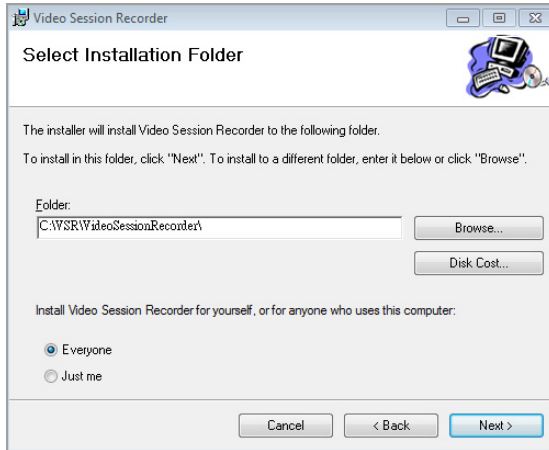 Video Session Recorder
Select Installation Folder
The installer will install Video Session Recorder to the following folder.
To install in this folder, click "Next". To install to a different folder, enter it below or click "Browse".
Folder:
C:\VSR\VideoSessionRecorder\
Browse...
Disk Cost...
Install Video Session Recorder for yourself, or for anyone who uses this computer:
Everyone
Just me
Cancel
< Back
Next >